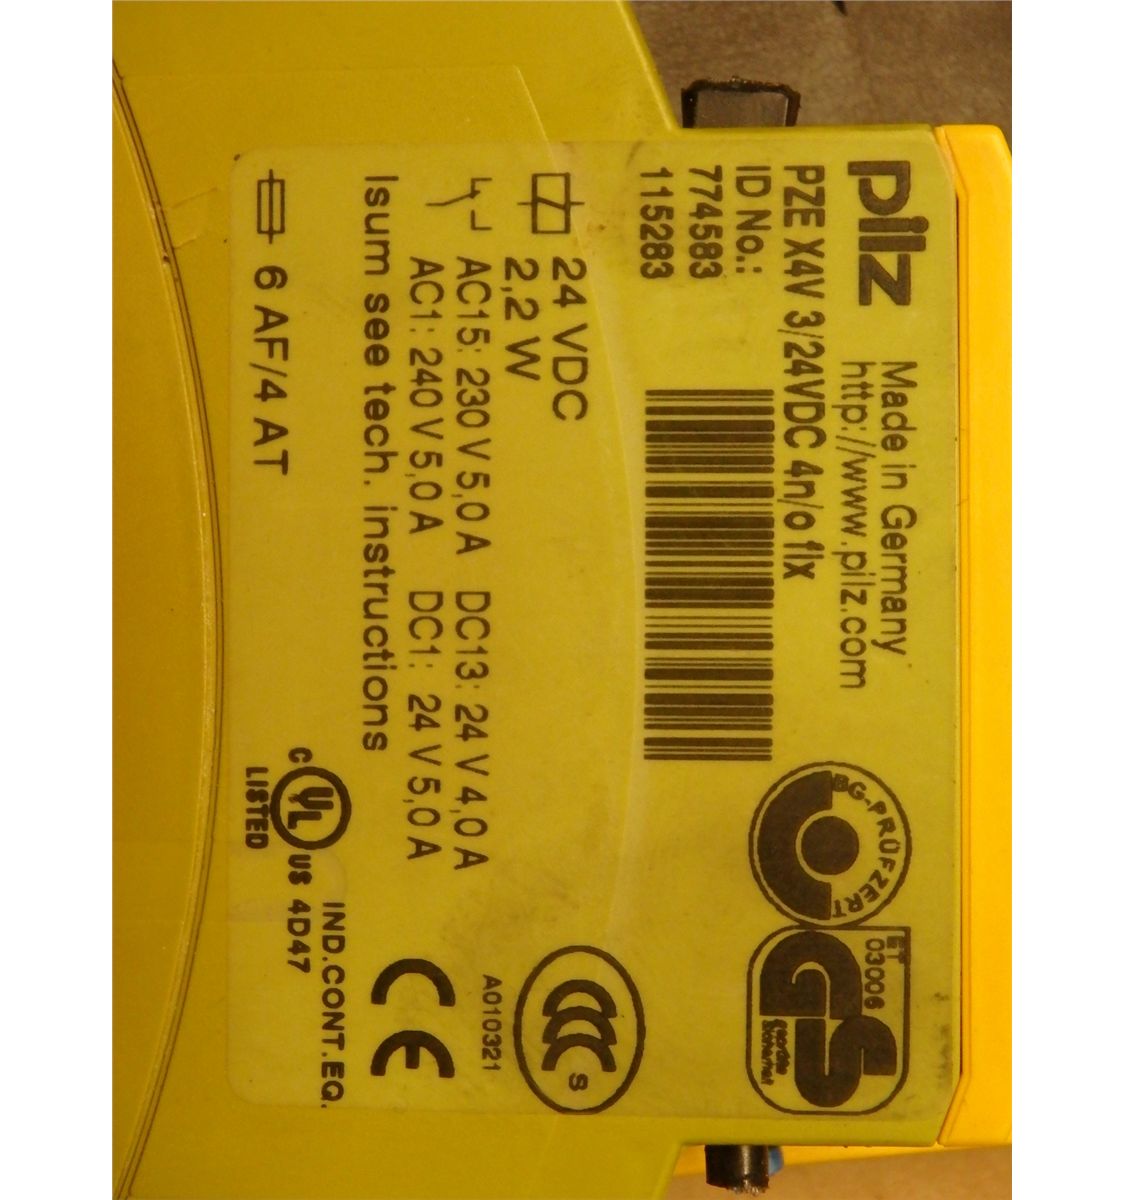 pilz
Made in Germany
http://www.pilz.com
PZE X4V 3/24VDC 4n/o fix
ID No.:
774583
115283
24 VDC
2,2 W
AC15: 230 V 5,0 A DC13: 24 V 4,0 A
AC1: 240 V 5,0 A DC1: 24 V 5,0 A
Isum see tech. instructions
6 AF/4 AT
BG-PRÜFZERT
ET
03006
GS
geprüfte
Sicherheit
CCC S
A010321
CE
C UL US
LISTED
IND.CONT.EQ.
4D47